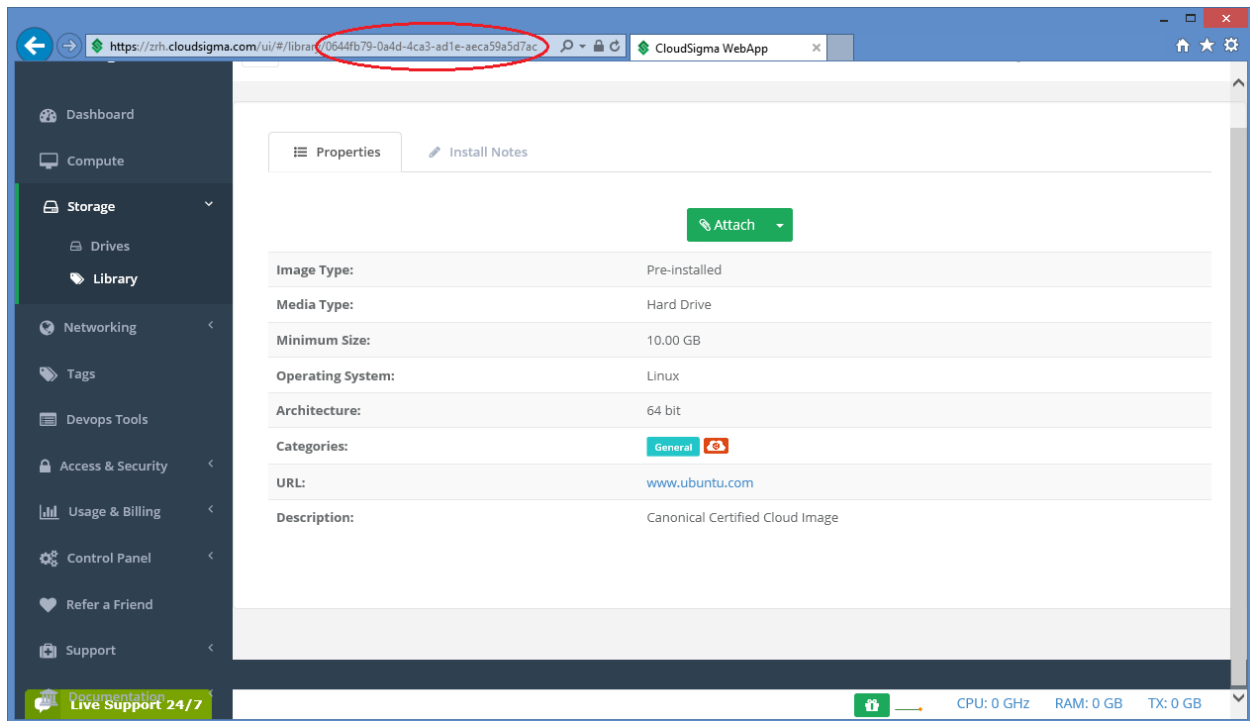 https://zrh.cloudsigma.com/ui/#/library/0644fb79-0a4d-4ca3-ad1e-aeca59a5d7ac
CloudSigma WebApp
Dashboard
Compute
Storage
Drives
Library
Networking
Tags
Devops Tools
Access & Security
Usage & Billing
Control Panel
Refer a Friend
Support
Documentation
Live Support 24/7
Properties
Install Notes
Attach
Image Type: Pre-installed
Media Type: Hard Drive
Minimum Size: 10.00 GB
Operating System: Linux
Architecture: 64 bit
Categories: General
URL: www.ubuntu.com
Description: Canonical Certified Cloud Image
CPU: 0 GHz RAM: 0 GB TX: 0 GB